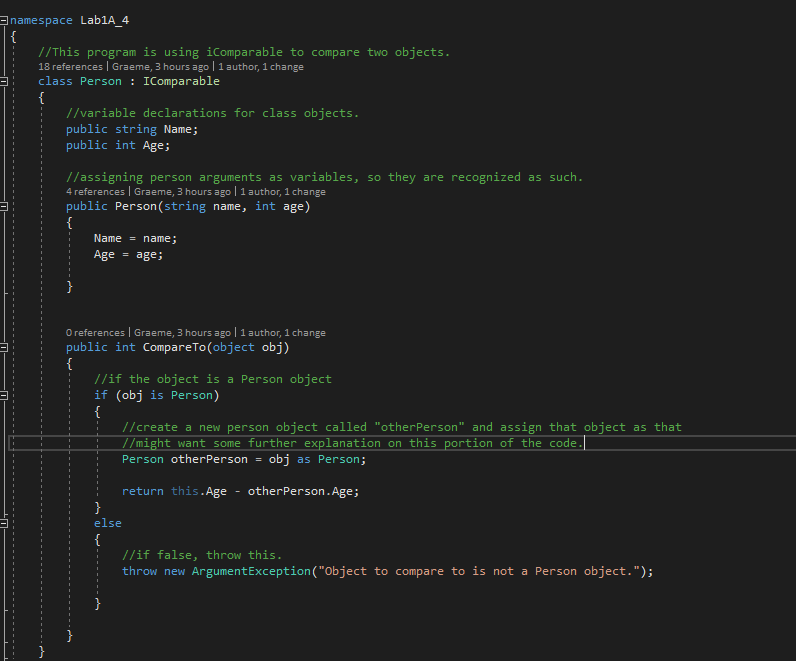 namespace Lab1A_4
{
//This program is using iComparable to compare two objects.
18 references | Graeme, 3 hours ago | 1 author, 1 change
class Person : IComparable
{
//variable declarations for class objects.
public string Name;
public int Age;
//assigning person arguments as variables, so they are recognized as such.
4 references | Graeme, 3 hours ago | 1 author, 1 change
public Person(string name, int age)
{
Name = name;
Age = age;
}
0 references | Graeme, 3 hours ago | 1 author, 1 change
public int CompareTo(object obj)
{
//if the object is a Person object
if (obj is Person)
{
//create a new person object called "otherPerson" and assign that object as that
//might want some further explanation on this portion of the code.
Person otherPerson = obj as Person;
return this.Age - otherPerson.Age;
}
else
{
//if false, throw this.
throw new ArgumentException("Object to compare to is not a Person object.");
}
}
}